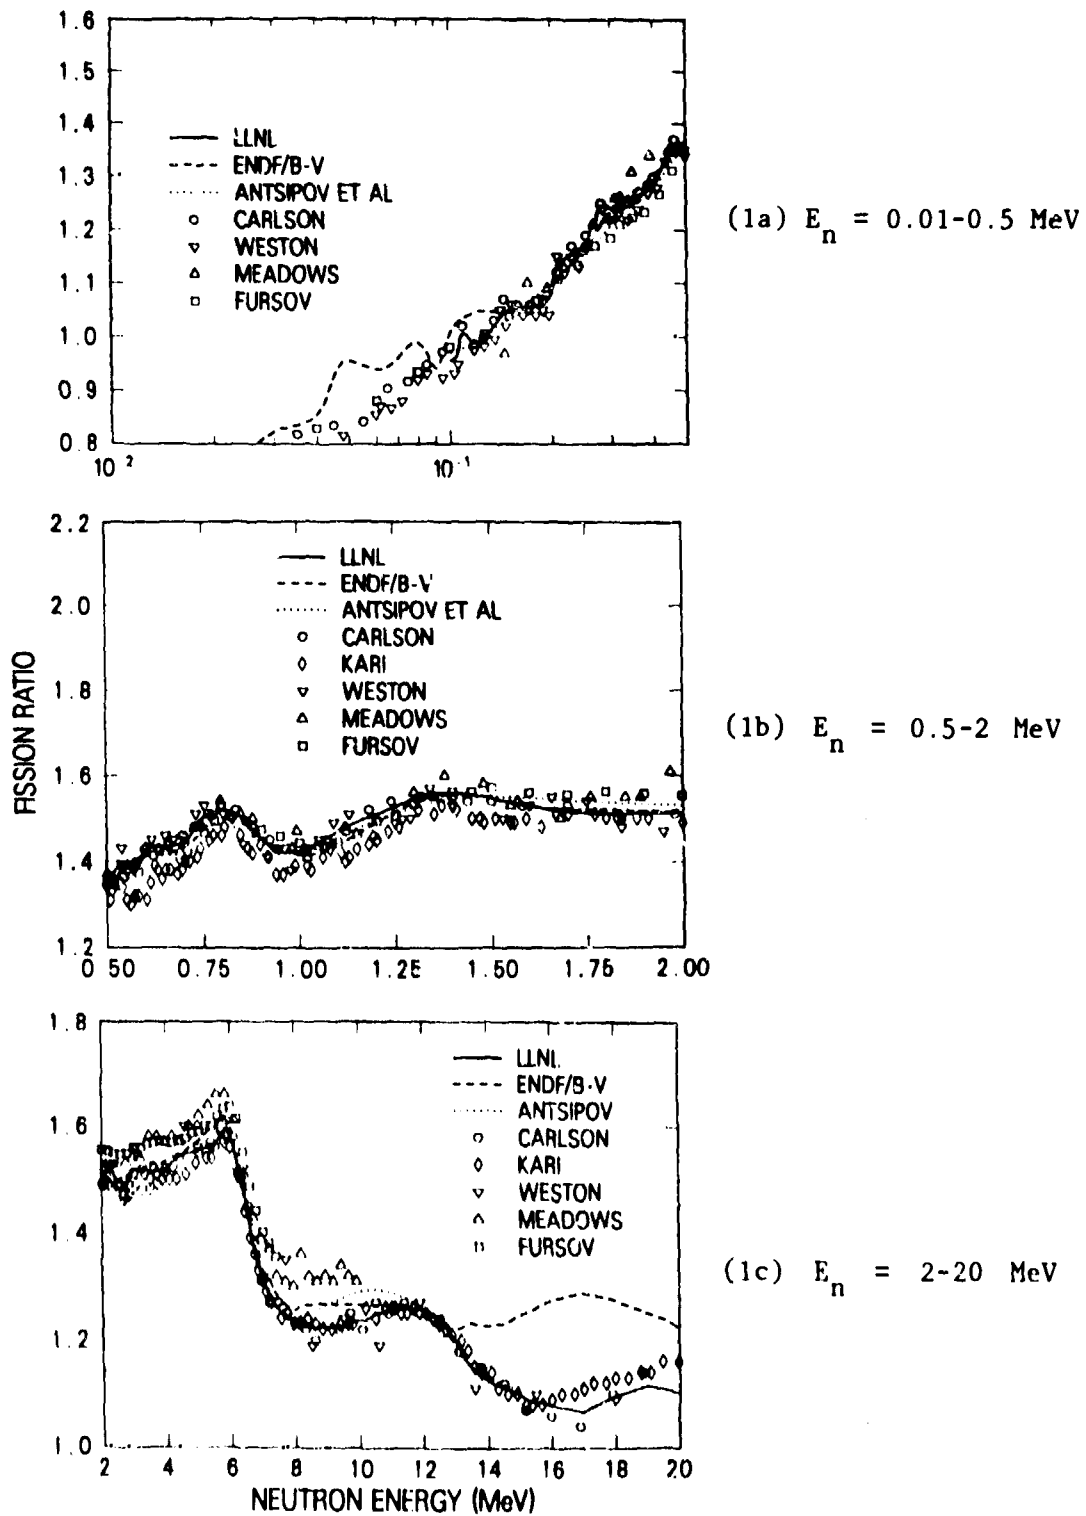 1.6
1.5
1.4
1.3
1.2
1.1
1.0
0.9
0.8
LLNL
ENDF/B-V
ANTSIPOV ET AL
CARLSON
WESTON
MEADOWS
FURSOV
10⁻²
10⁻¹
(1a) Eₙ = 0.01-0.5 MeV
FISSION RATIO
2.2
2.0
1.8
1.6
1.4
1.2
LLNL
ENDF/B-V
ANTSIPOV ET AL
CARLSON
KARI
WESTON
MEADOWS
FURSOV
0.50 0.75 1.00 1.25 1.50 1.75 2.00
(1b) Eₙ = 0.5-2 MeV
1.8
1.6
1.4
1.2
1.0
LLNL
ENDF/B-V
ANTSIPOV
CARLSON
KARI
WESTON
MEADOWS
FURSOV
2 4 6 8 10 12 14 16 18 20
NEUTRON ENERGY (MeV)
(1c) Eₙ = 2-20 MeV